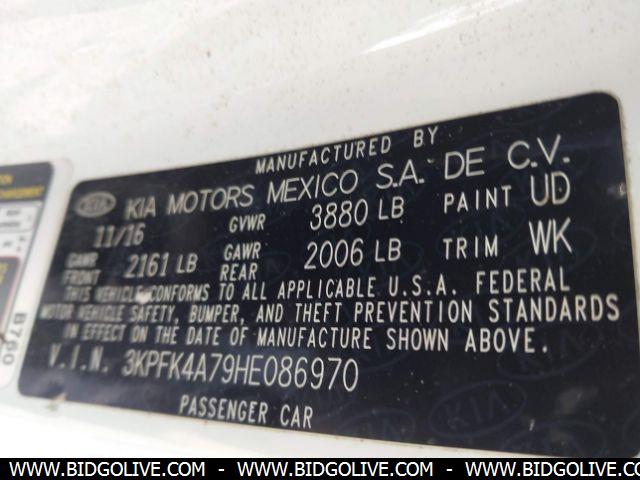 MANUFACTURED BY
KIA KIA MOTORS MEXICO S.A. DE C.V.
11/16 GVWR 3880 LB PAINT UD
GAWR FRONT 2161 LB GAWR REAR 2006 LB TRIM WK
THIS VEHICLE CONFORMS TO ALL APPLICABLE U.S.A. FEDERAL
MOTOR VEHICLE SAFETY, BUMPER, AND THEFT PREVENTION STANDARDS
IN EFFECT ON THE DATE OF MANUFACTURE SHOWN ABOVE.
V.I.N. 3KPFK4A79HE086970
PASSENGER CAR
B760
WWW.BIDGOLIVE.COM - WWW.BIDGOLIVE.COM - WWW.BIDGOLIVE.COM